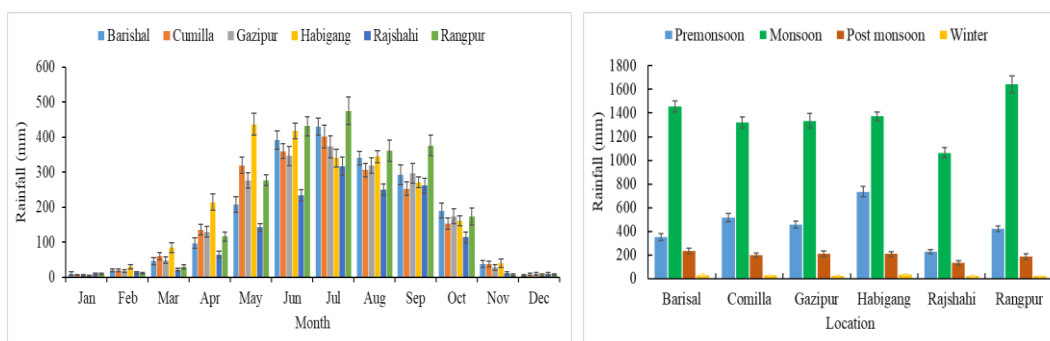 Barishal Cumilla Gazipur Habigang Rajshahi Rangpur
600
500
400
300
200
100
0
Rainfall (mm)
Jan Feb Mar Apr May Jun Jul Aug Sep Oct Nov Dec
Month
Premonsoon Monsoon Post monsoon Winter
1800
1600
1400
1200
1000
800
600
400
200
0
Rainfall (mm)
Barisal Comilla Gazipur Habigang Rajshahi Rangpur
Location